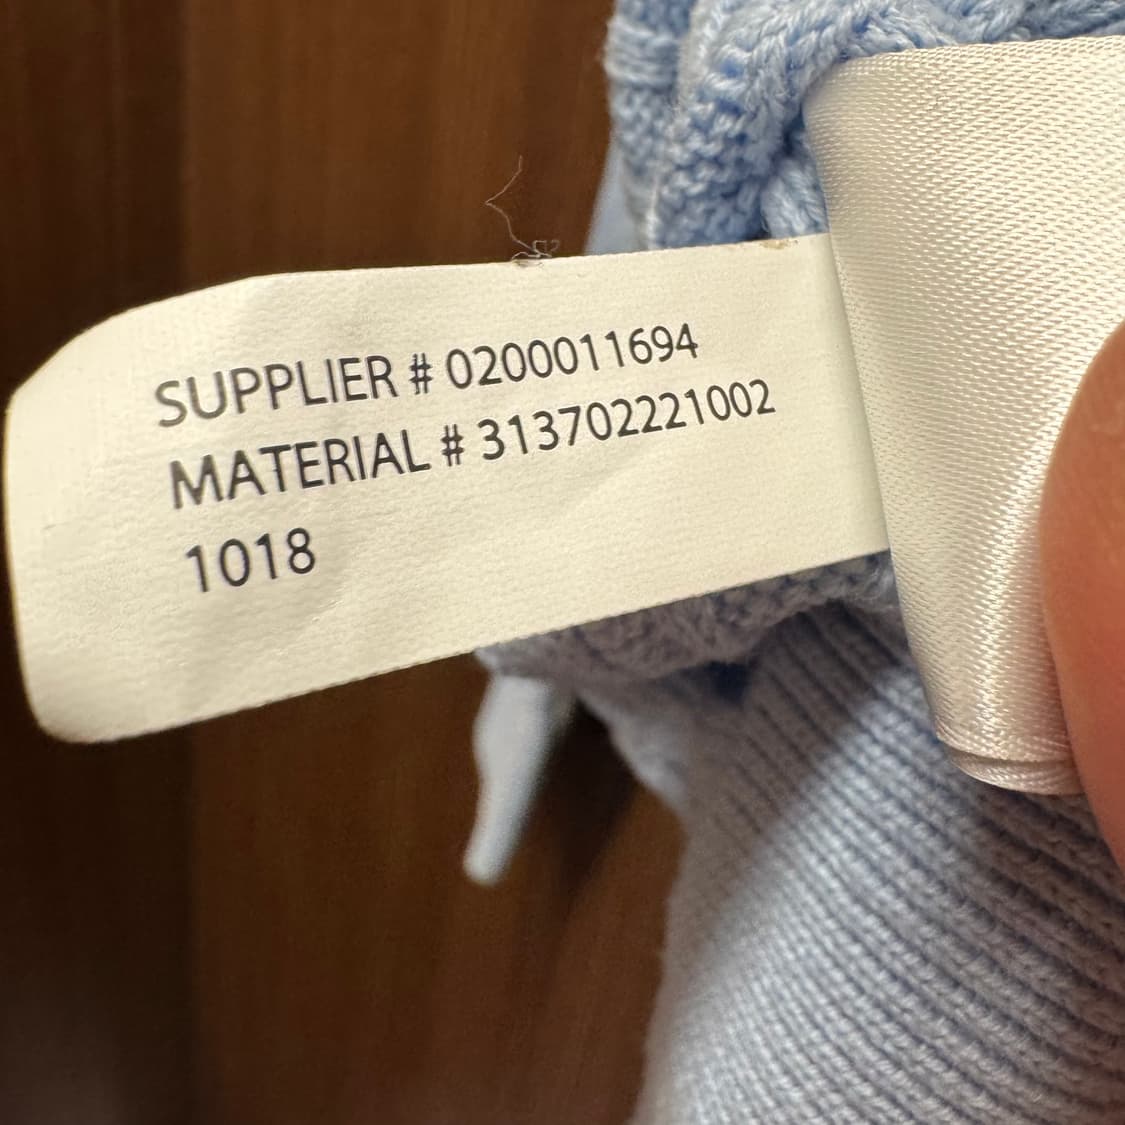 SUPPLIER # 0200011694
MATERIAL # 313702221002
1018